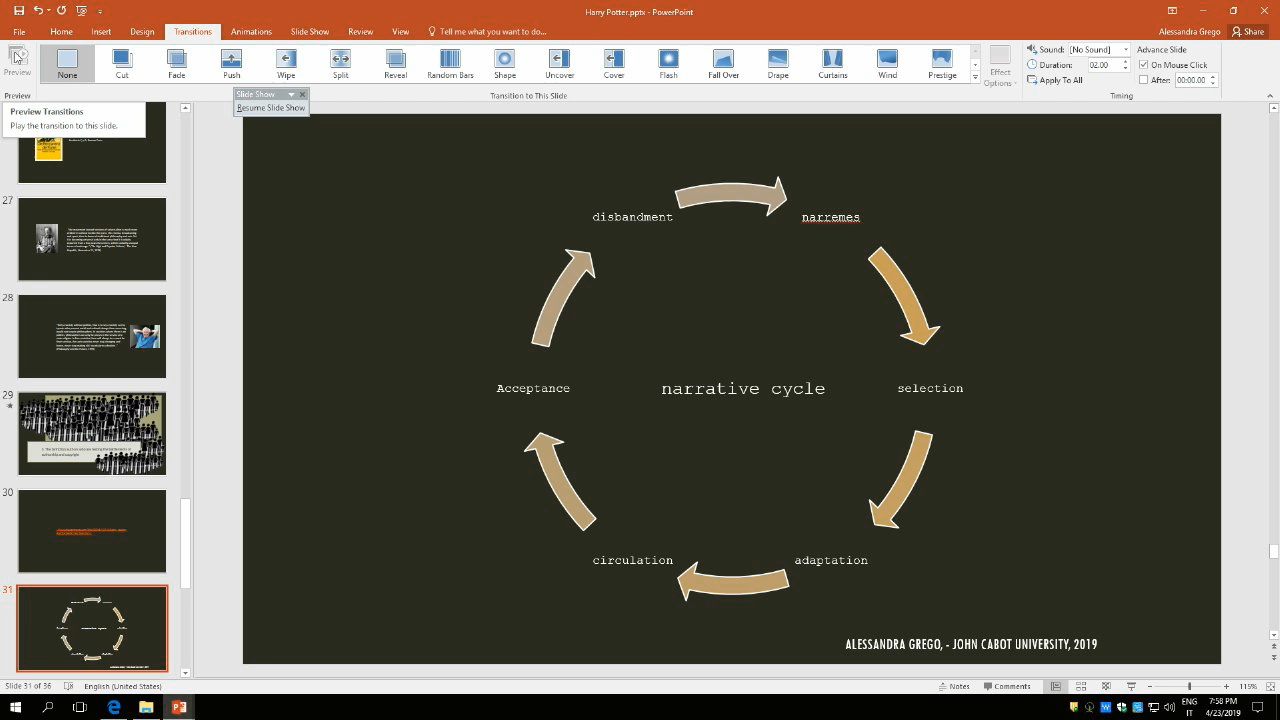 Harry Potter.pptx - PowerPoint
File Home Insert Design Transitions Animations Slide Show Review View Tell me what you want to do... Alessandra Grego Share
Preview None Cut Fade Push Wipe Split Reveal Random Bars Shape Uncover Cover Flash Fall Over Drape Curtains Wind Prestige Effect Options
Sound: [No Sound] Advance Slide
Duration: 02.00 On Mouse Click
Apply To All After: 00:00.00
Preview Transition to This Slide Timing
Slide Show
Resume Slide Show
Preview Transitions
Play the transition to this slide.
27
28
29
30
31
disbandment narremes
Acceptance narrative cycle selection
circulation adaptation
ALESSANDRA GREGO, - JOHN CABOT UNIVERSITY, 2019
Slide 31 of 36 English (United States) Notes Comments 115%
ENG 7:58 PM
IT 4/23/2019